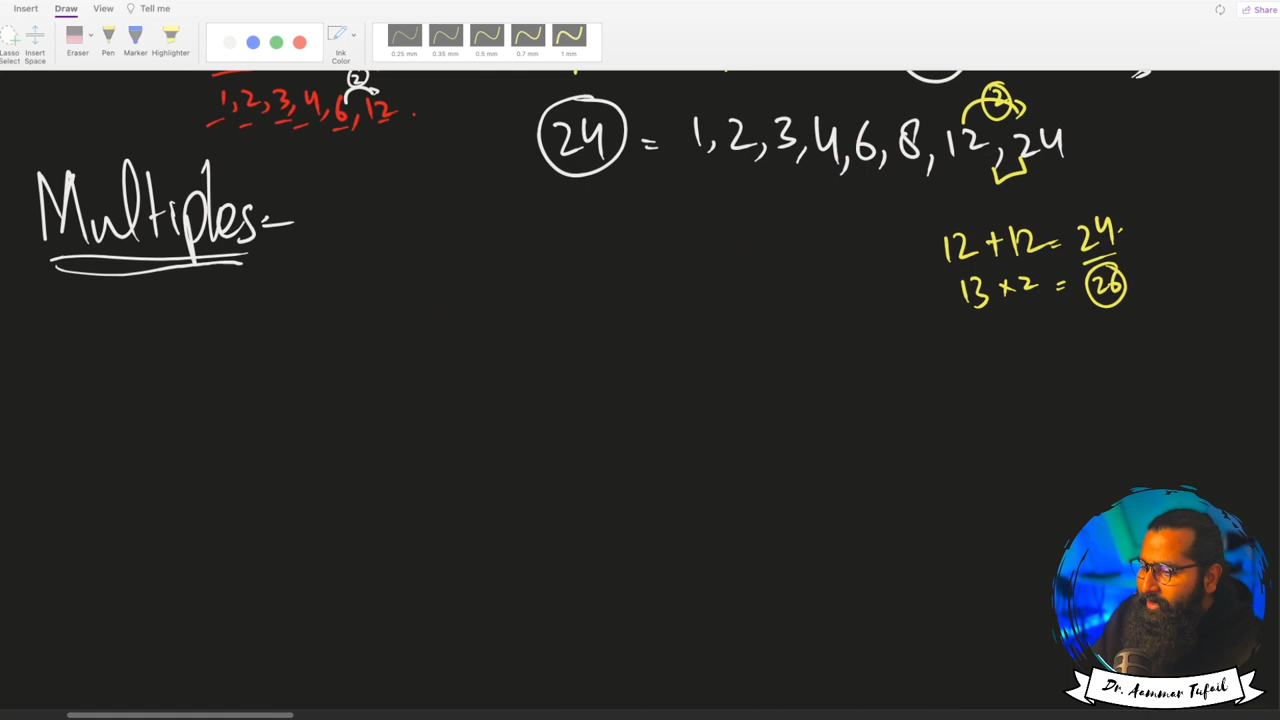 Insert Draw View Tell me Share
Lasso Select Insert Space Eraser Pen Marker Highlighter Ink Color 0.25 mm 0.35 mm 0.5 mm 0.7 mm 1 mm
2
1, 2, 3, 4, 6, 12.
2
24 = 1, 2, 3, 4, 6, 8, 12, 24
Multiples=
12 + 12 = 24.
13 × 2 = 26
Dr. Aammar Tufail